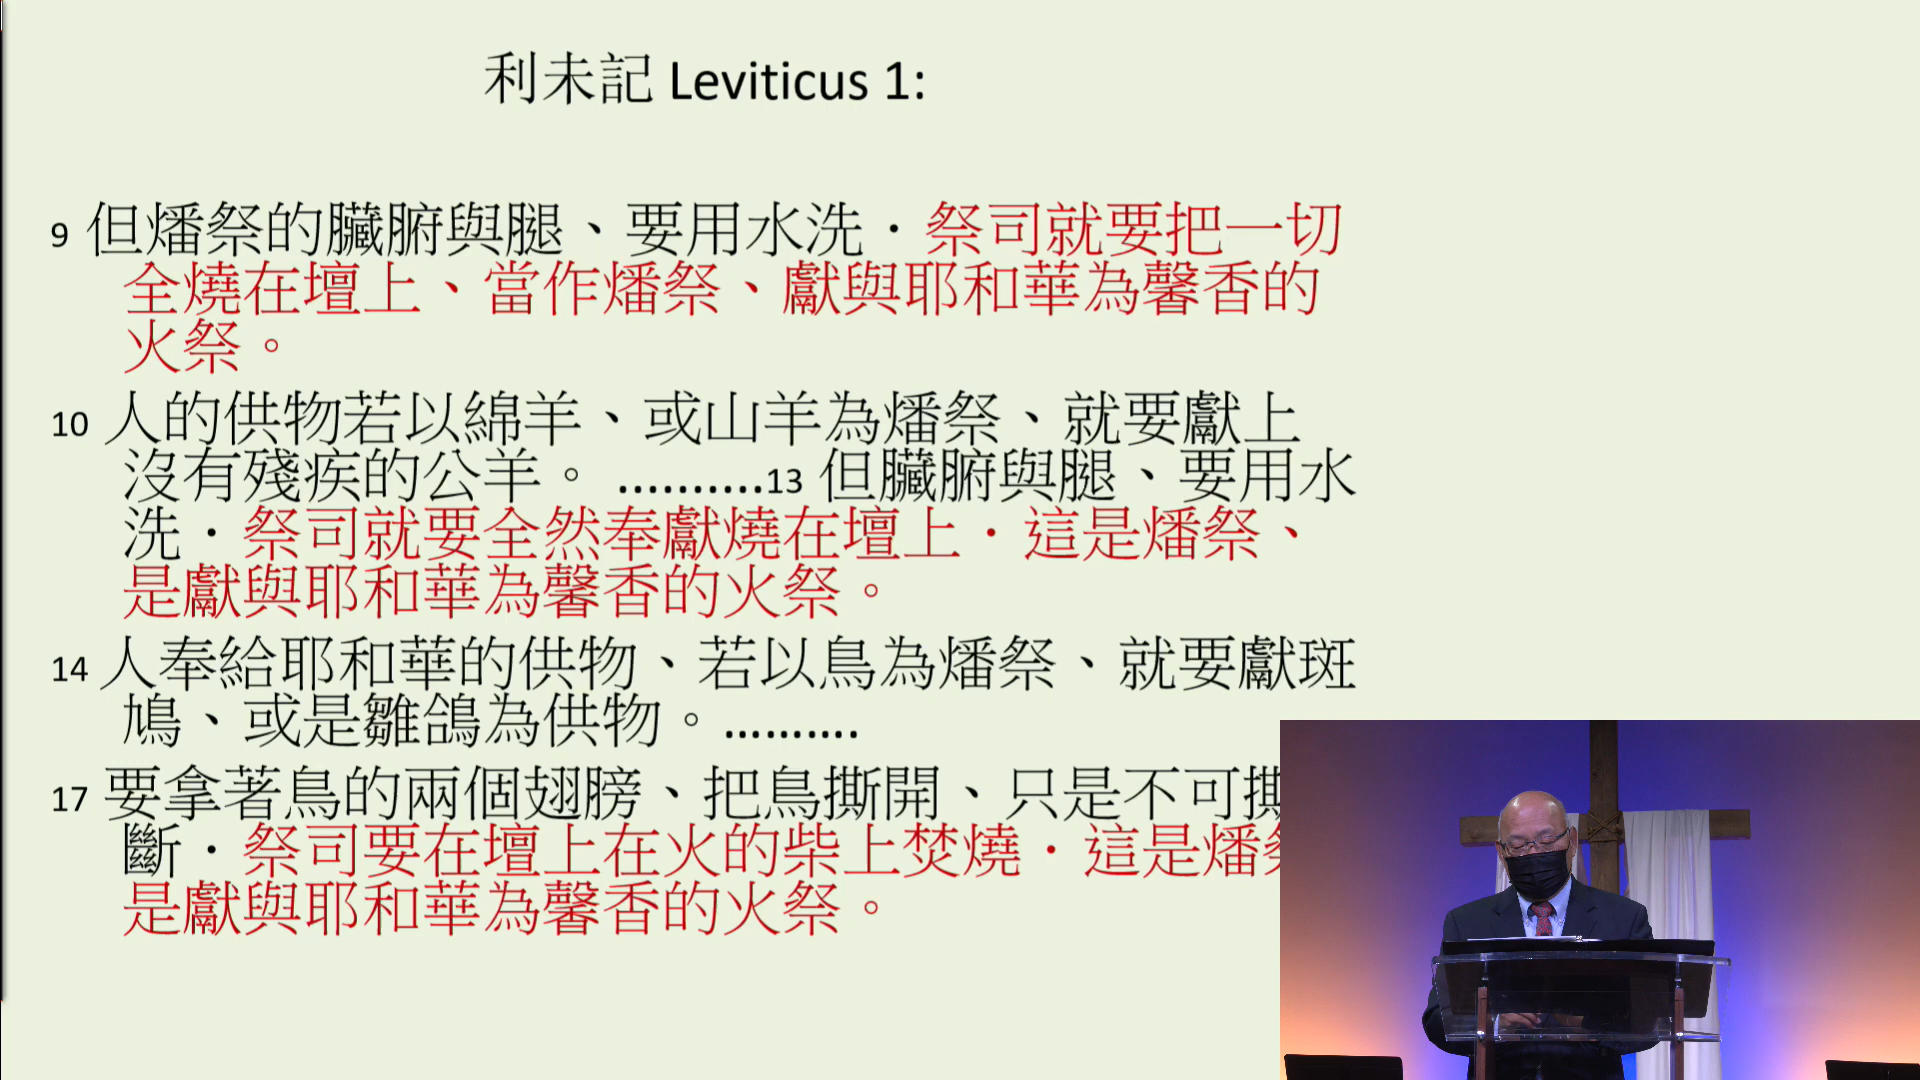 利未記 Leviticus 1:
9 但燔祭的臟腑與腿、要用水洗．祭司就要把一切
全燒在壇上、當作燔祭、獻與耶和華為馨香的
火祭。
10 人的供物若以綿羊、或山羊為燔祭、就要獻上
沒有殘疾的公羊。 ..........13 但臟腑與腿、要用水
洗．祭司就要全然奉獻燒在壇上．這是燔祭、
是獻與耶和華為馨香的火祭。
14 人奉給耶和華的供物、若以鳥為燔祭、就要獻斑
鳩、或是雛鴿為供物。..........
17 要拿著鳥的兩個翅膀、把鳥撕開、只是不可
斷．祭司要在壇上在火的柴上焚燒．這是燔
是獻與耶和華為馨香的火祭。